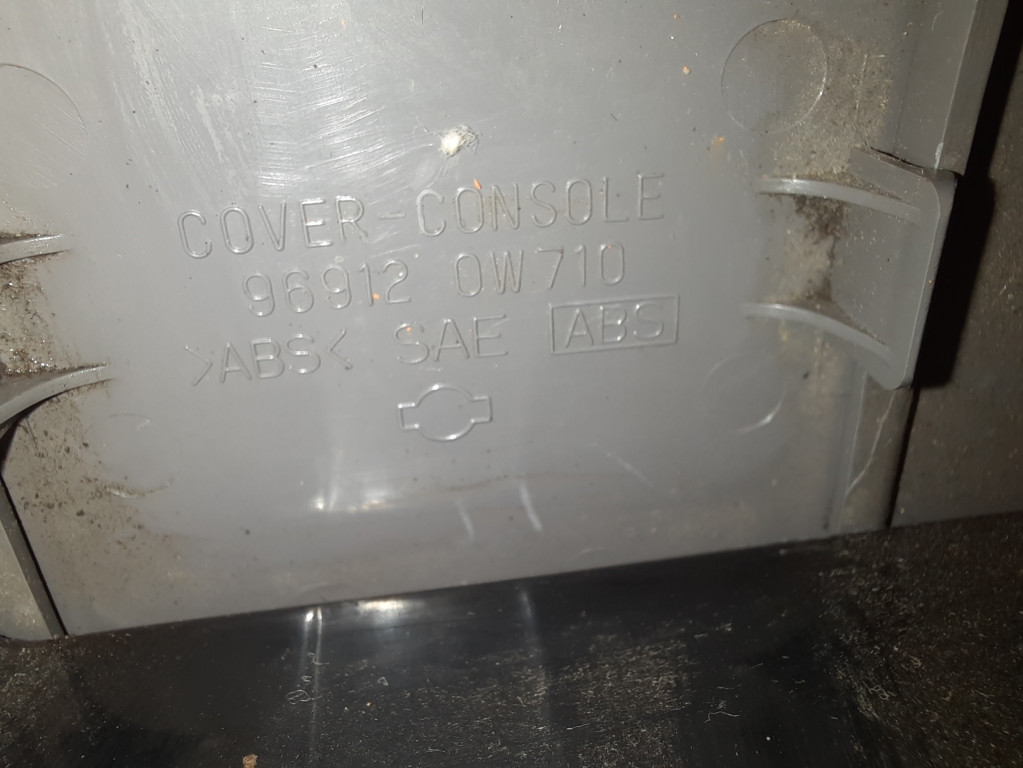 COVER-CONSOLE
96912 0W710
>ABS< SAE ABS